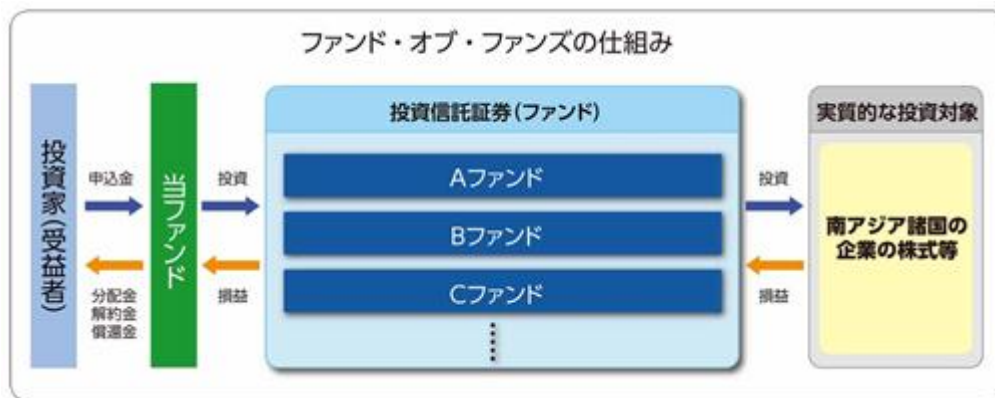 ファンド・オブ・ファンズの仕組み
投資家(受益者)
申込金
分配金
解約金
償還金
当ファンド
投資
損益
投資信託証券(ファンド)
Aファンド
Bファンド
Cファンド
投資
損益
実質的な投資対象
南アジア諸国の
企業の株式等